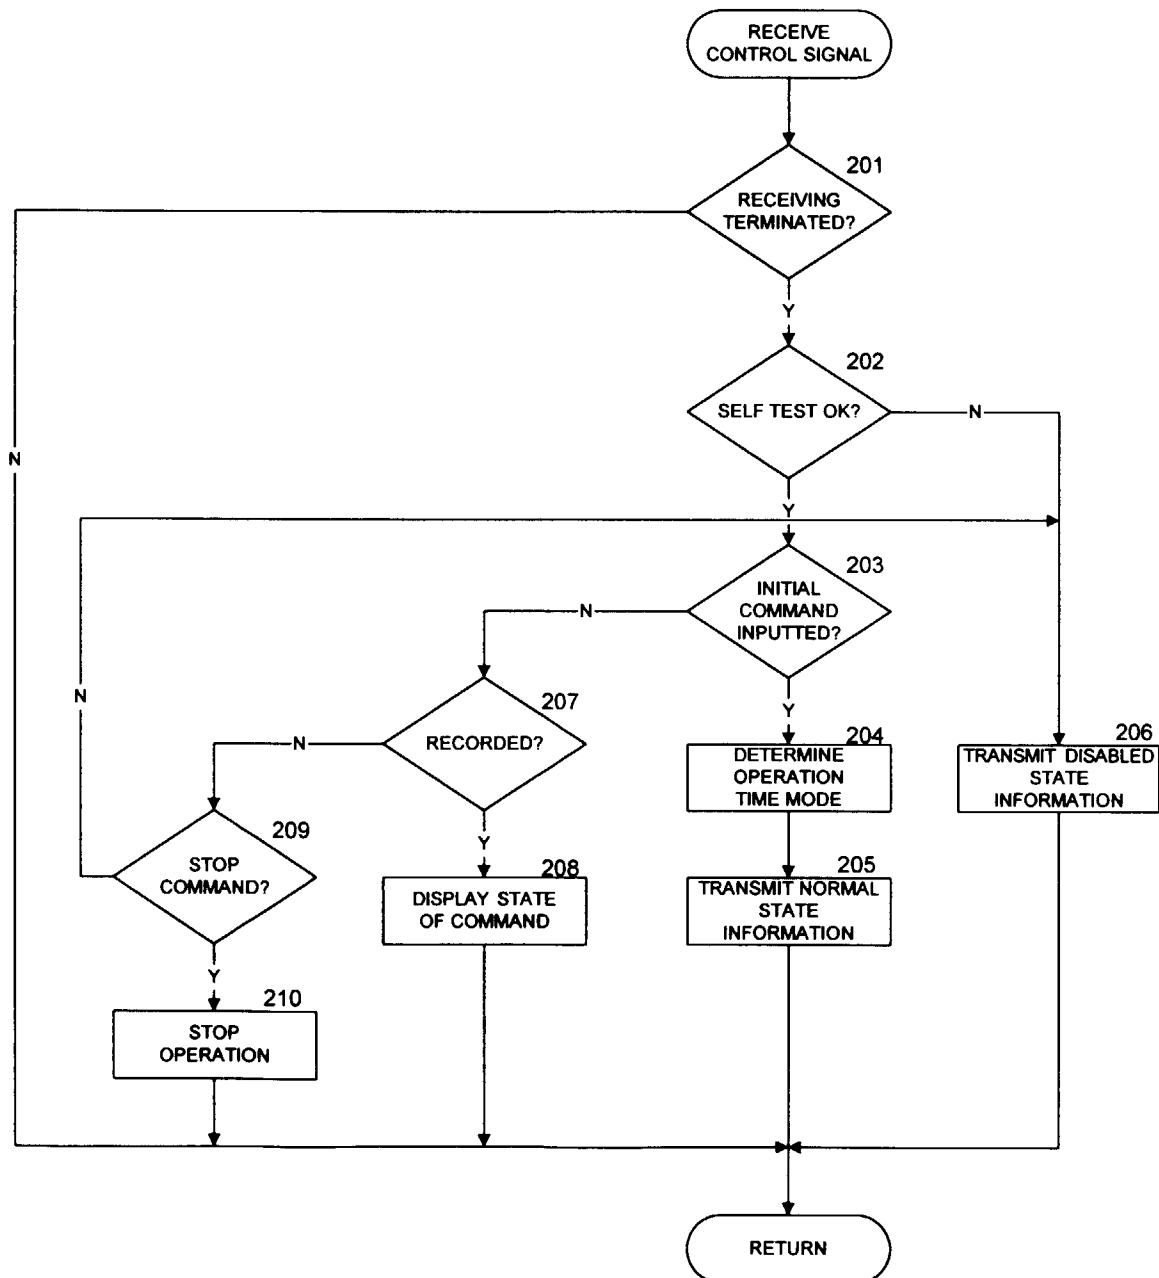 RECEIVE
CONTROL SIGNAL
201
RECEIVING
TERMINATED?
Y
202
SELF TEST OK?
N
N
Y
203
INITIAL
COMMAND
INPUTTED?
N
N
207
RECORDED?
N
Y
204
DETERMINE
OPERATION
TIME MODE
206
TRANSMIT DISABLED
STATE
INFORMATION
209
STOP
COMMAND?
Y
208
DISPLAY STATE
OF COMMAND
205
TRANSMIT NORMAL
STATE
INFORMATION
Y
210
STOP
OPERATION
RETURN